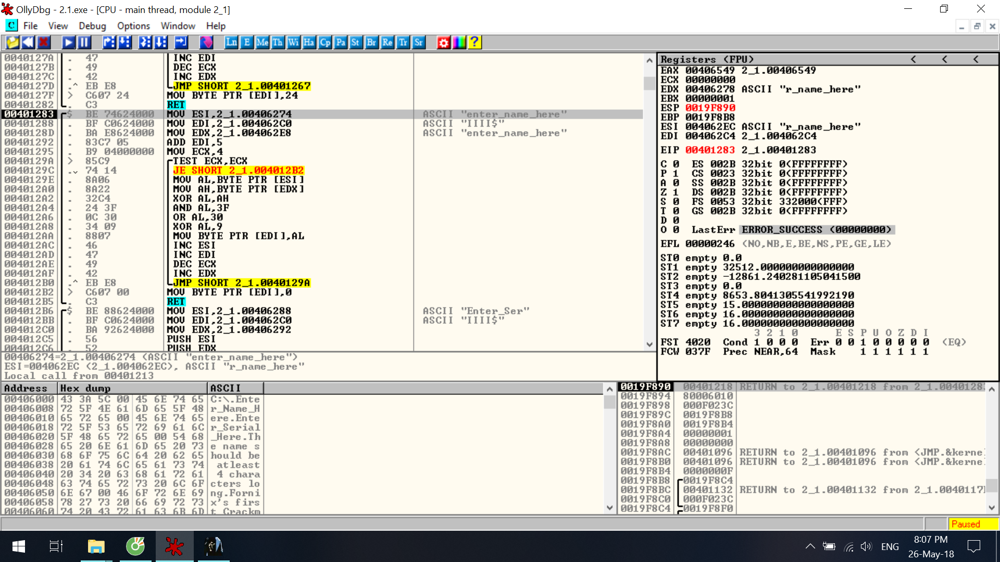 OllyDbg - 2.1.exe - [CPU - main thread, module 2_1]
C File View Debug Options Window Help
Ln E Me Th Wi Ha Cp Pa St Br Re Tr Sr ?
0040127A . 47 INC EDI
0040127B . 49 DEC ECX
0040127C . 42 INC EDX
0040127D .^ EB E8 JMP SHORT 2_1.00401267
0040127F > C607 24 MOV BYTE PTR [EDI],24
00401282 . C3 RET
00401283 $ BE 74624000 MOV ESI,2_1.00406274 ASCII "enter_name_here"
00401288 . BF C0624000 MOV EDI,2_1.004062C0 ASCII "IIII$"
0040128D . BA E8624000 MOV EDX,2_1.004062E8 ASCII "enter_name_here"
00401292 . 83C7 05 ADD EDI,5
00401295 . B9 04000000 MOV ECX,4
0040129A > 85C9 TEST ECX,ECX
0040129C .v 74 14 JE SHORT 2_1.004012B2
0040129E . 8A06 MOV AL,BYTE PTR [ESI]
004012A0 . 8A22 MOV AH,BYTE PTR [EDX]
004012A2 . 32C4 XOR AL,AH
004012A4 . 24 3F AND AL,3F
004012A6 . 0C 30 OR AL,30
004012A8 . 34 09 XOR AL,9
004012AA . 8807 MOV BYTE PTR [EDI],AL
004012AC . 46 INC ESI
004012AD . 47 INC EDI
004012AE . 49 DEC ECX
004012AF . 42 INC EDX
004012B0 .^ EB E8 JMP SHORT 2_1.0040129A
004012B2 > C607 00 MOV BYTE PTR [EDI],0
004012B5 . C3 RET
004012B6 $ BE 88624000 MOV ESI,2_1.00406288 ASCII "Enter_Ser"
004012BB . BF C0624000 MOV EDI,2_1.004062C0 ASCII "IIII$"
004012C0 . BA 92624000 MOV EDX,2_1.00406292
004012C5 . 56 PUSH ESI
004012C6 . 52 PUSH EDX
00406274=2_1.00406274 (ASCII "enter_name_here")
ESI=004062EC (2_1.004062EC), ASCII "r_name_here"
Local call from 00401213
Registers (FPU) < < <
EAX 00406549 2_1.00406549
ECX 00000000
EDX 00406278 ASCII "r_name_here"
EBX 00000001
ESP 0019F890
EBP 0019F8B8
ESI 004062EC ASCII "r_name_here"
EDI 004062C4 2_1.004062C4
EIP 00401283 2_1.00401283
C 0 ES 002B 32bit 0(FFFFFFFF)
P 1 CS 0023 32bit 0(FFFFFFFF)
A 0 SS 002B 32bit 0(FFFFFFFF)
Z 1 DS 002B 32bit 0(FFFFFFFF)
S 0 FS 0053 32bit 332000(FFF)
T 0 GS 002B 32bit 0(FFFFFFFF)
D 0
O 0 LastErr ERROR_SUCCESS (00000000)
EFL 00000246 (NO,NB,E,BE,NS,PE,GE,LE)
ST0 empty 0.0
ST1 empty 32512.000000000000000
ST2 empty -12861.240281105041500
ST3 empty 0.0
ST4 empty 8653.8041305541992190
ST5 empty 15.000000000000000000
ST6 empty 16.000000000000000000
ST7 empty 16.000000000000000000
3 2 1 0 E S P U O Z D I
FST 4020 Cond 1 0 0 0 Err 0 0 1 0 0 0 0 0 (EQ)
FCW 037F Prec NEAR,64 Mask 1 1 1 1 1 1
Address Hex dump ASCII
00406000 43 3A 5C 00 45 6E 74 65 C:\.Ente
00406008 72 5F 4E 61 6D 65 5F 48 r_Name_H
00406010 65 72 65 00 45 6E 74 65 ere.Ente
00406018 72 5F 53 65 72 69 61 6C r_Serial
00406020 5F 48 65 72 65 00 54 68 _Here.Th
00406028 65 20 6E 61 6D 65 20 73 e name s
00406030 68 6F 75 6C 64 20 62 65 hould be
00406038 20 61 74 6C 65 61 73 74 atleast
00406040 20 34 20 63 68 61 72 61 4 chara
00406048 63 74 65 72 73 20 6C 6F cters lo
00406050 6E 67 00 46 6F 72 6E 69 ng.Forni
00406058 78 27 73 20 66 69 72 73 x's firs
00406060 74 20 43 72 61 63 6B 6D t Crackm
0019F890 00401218 RETURN to 2_1.00401218 from 2_1.00401283
0019F894 80006010
0019F898 000F023C
0019F89C 0019F8B8
0019F8A0 0019F8B4
0019F8A4 00000001
0019F8A8 00000000
0019F8AC 00401096 RETURN to 2_1.00401096 from <JMP.&kerne
0019F8B0 00401096 RETURN to 2_1.00401096 from <JMP.&kerne
0019F8B4 0000000F
0019F8B8 0019F8C4
0019F8BC 00401132 RETURN to 2_1.00401132 from 2_1.0040117
0019F8C0 000F023C
0019F8C4 0019F8F0
Paused
ENG
8:07 PM
26-May-18